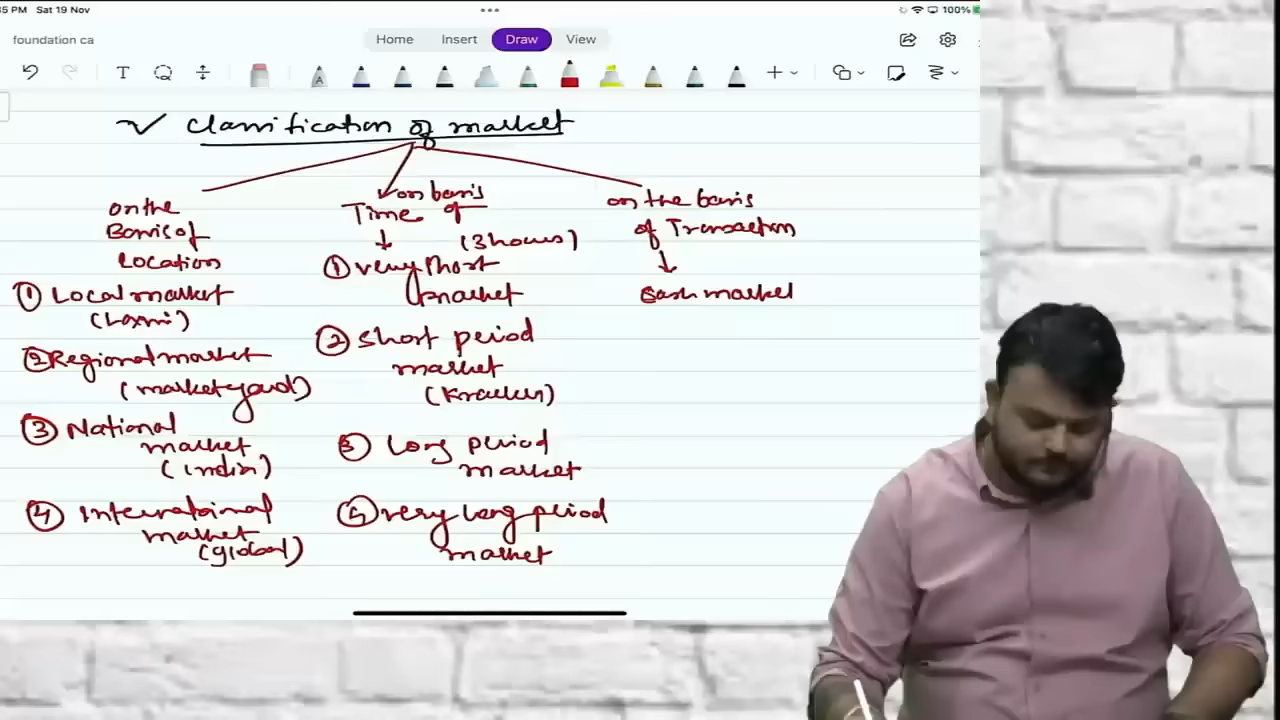 35 PM Sat 19 Nov
100%
foundation ca
Home Insert Draw View
Classification of market
on the
Basis of
Location
① Local market
(Laxmi)
② Regional market
(market yard)
③ National
market
(India)
④ International
market
(global)
on basis
Time of
(3 hours)
① very short
market
② short period
market
③ Long period
market
very long period
market
on the basis
of Transaction
Cash market